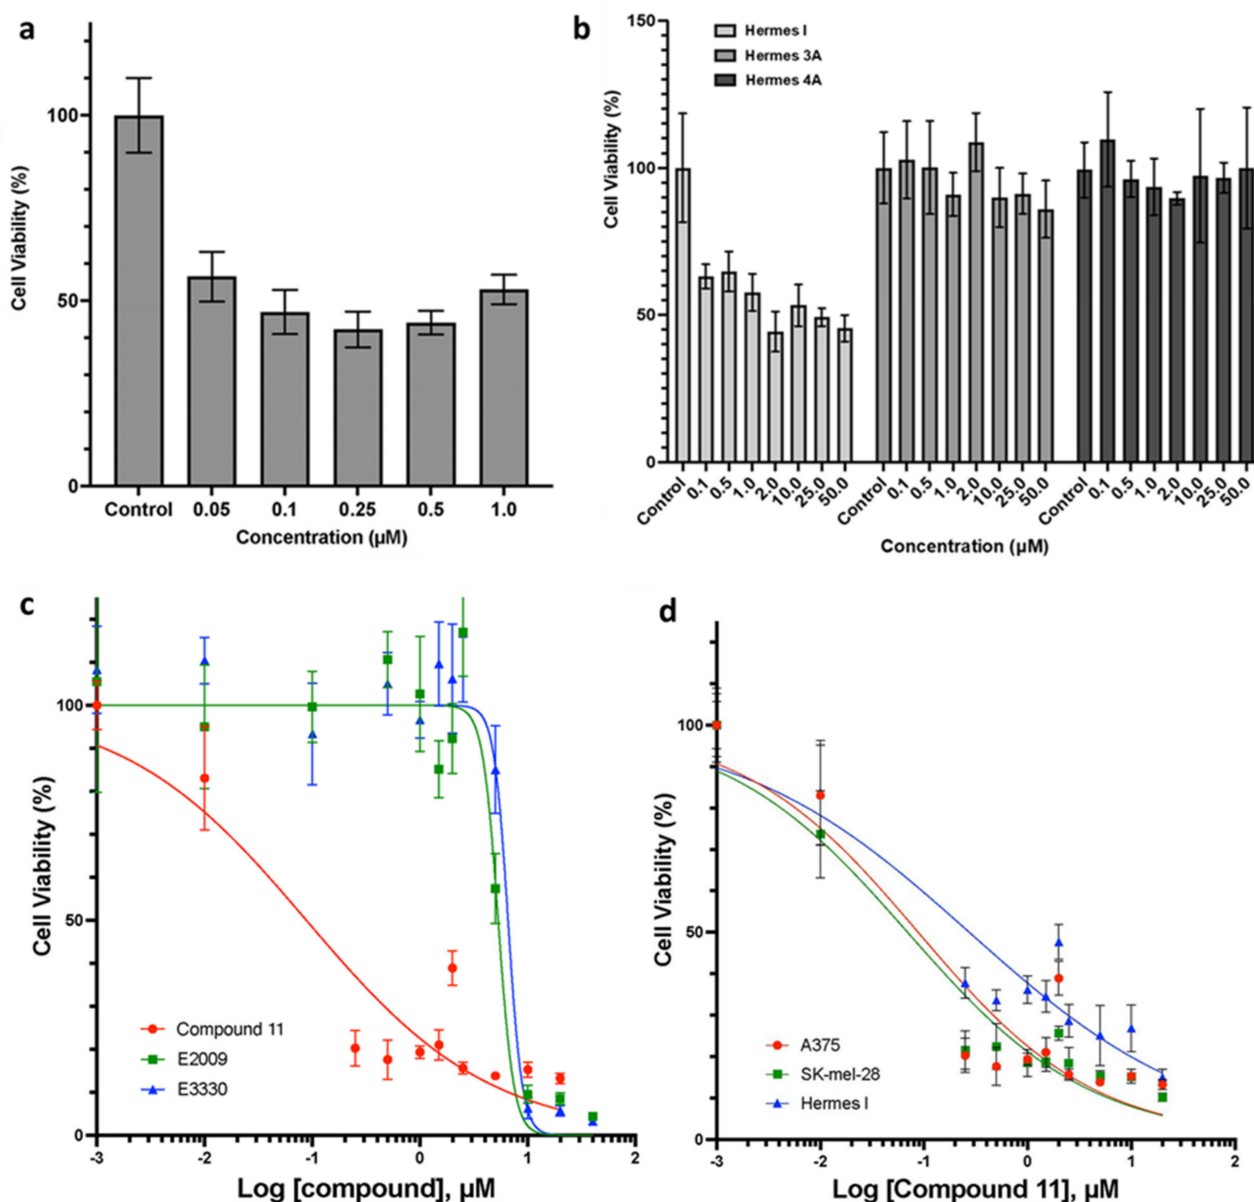 a
Cell Viability (%)
100
50
0
Control 0.05 0.1 0.25 0.5 1.0
Concentration (µM)
b
Cell Viability (%)
150
100
50
0
Hermes I
Hermes 3A
Hermes 4A
Control 0.1 0.5 1.0 2.0 10.0 25.0 50.0 Control 0.1 0.5 1.0 2.0 10.0 25.0 50.0 Control 0.1 0.5 1.0 2.0 10.0 25.0 50.0
Concentration (µM)
c
Cell Viability (%)
100
50
0
Compound 11
E2009
E3330
-3 -2 -1 0 1 2
Log [compound], µM
d
Cell Viability (%)
100
50
0
A375
SK-mel-28
Hermes I
-3 -2 -1 0 1 2
Log [Compound 11], µM